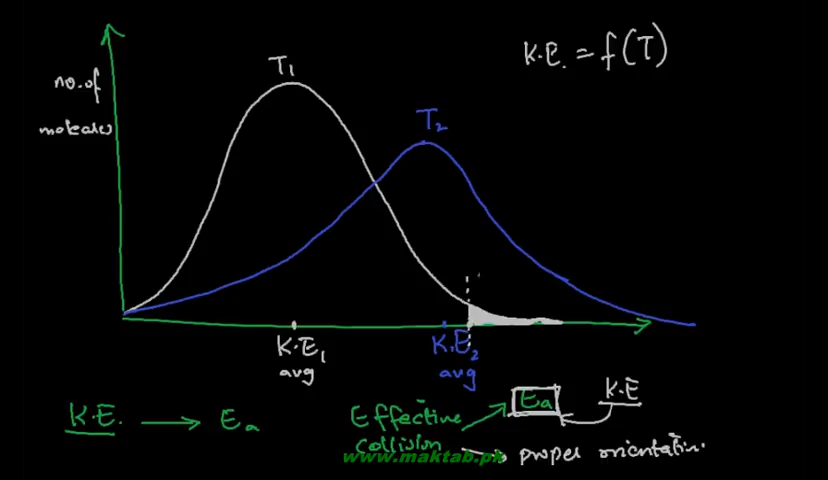 K.E. = f(T)
T1
no. of
molecules
T2
K.E1
avg
K.E2
avg
K.E. → Ea
Effective
collision
Ea
K.E
proper orientation
www.maktab.pk